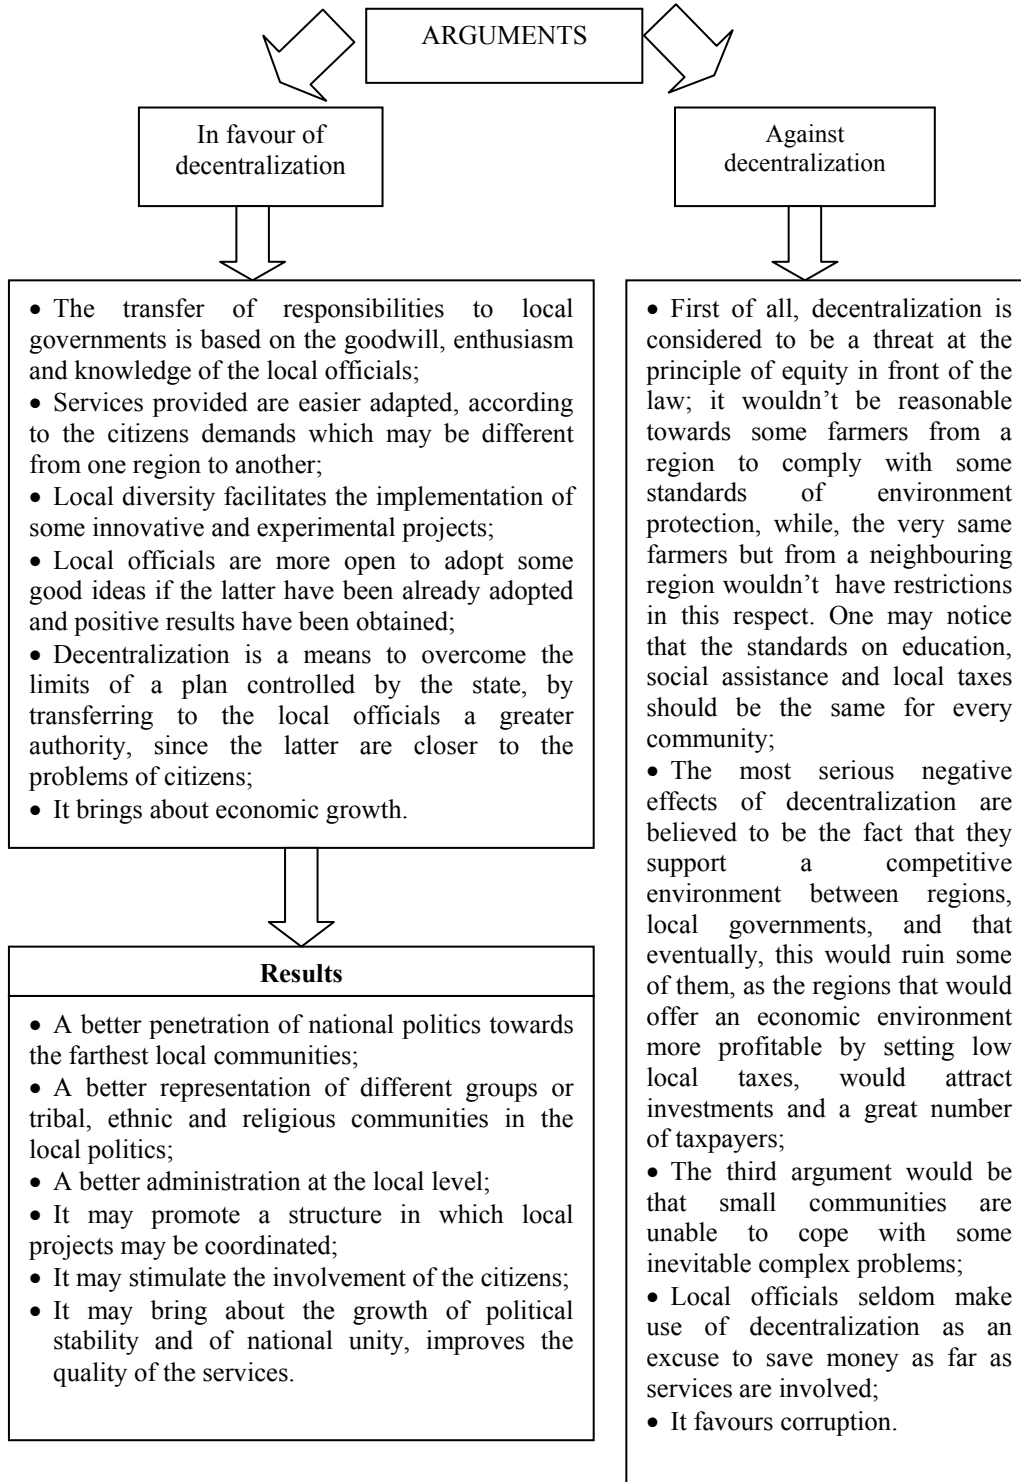 ARGUMENTS
In favour of
decentralization
Against
decentralization
• The transfer of responsibilities to local
governments is based on the goodwill, enthusiasm
and knowledge of the local officials;
• Services provided are easier adapted, according
to the citizens demands which may be different
from one region to another;
• Local diversity facilitates the implementation of
some innovative and experimental projects;
• Local officials are more open to adopt some
good ideas if the latter have been already adopted
and positive results have been obtained;
• Decentralization is a means to overcome the
limits of a plan controlled by the state, by
transferring to the local officials a greater
authority, since the latter are closer to the
problems of citizens;
• It brings about economic growth.
Results
• A better penetration of national politics towards
the farthest local communities;
• A better representation of different groups or
tribal, ethnic and religious communities in the
local politics;
• A better administration at the local level;
• It may promote a structure in which local
projects may be coordinated;
• It may stimulate the involvement of the citizens;
• It may bring about the growth of political
stability and of national unity, improves the
quality of the services.
• First of all, decentralization is
considered to be a threat at the
principle of equity in front of the
law; it wouldn't be reasonable
towards some farmers from a
region to comply with some
standards of environment
protection, while, the very same
farmers but from a neighbouring
region wouldn't have restrictions
in this respect. One may notice
that the standards on education,
social assistance and local taxes
should be the same for every
community;
• The most serious negative
effects of decentralization are
believed to be the fact that they
support a competitive
environment between regions,
local governments, and that
eventually, this would ruin some
of them, as the regions that would
offer an economic environment
more profitable by setting low
local taxes, would attract
investments and a great number
of taxpayers;
• The third argument would be
that small communities are
unable to cope with some
inevitable complex problems;
• Local officials seldom make
use of decentralization as an
excuse to save money as far as
services are involved;
• It favours corruption.